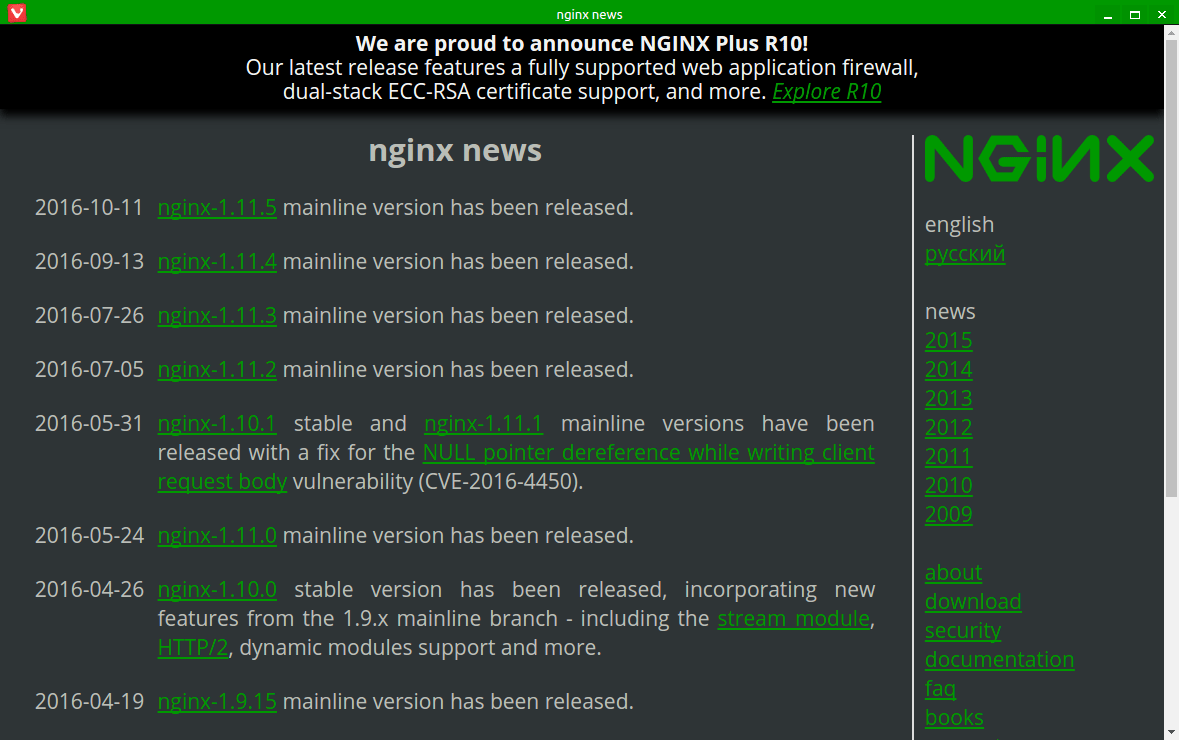 nginx news
We are proud to announce NGINX Plus R10!
Our latest release features a fully supported web application firewall,
dual-stack ECC-RSA certificate support, and more. Explore R10
nginx news
2016-10-11 nginx-1.11.5 mainline version has been released.
2016-09-13 nginx-1.11.4 mainline version has been released.
2016-07-26 nginx-1.11.3 mainline version has been released.
2016-07-05 nginx-1.11.2 mainline version has been released.
2016-05-31 nginx-1.10.1 stable and nginx-1.11.1 mainline versions have been
released with a fix for the NULL pointer dereference while writing client
request body vulnerability (CVE-2016-4450).
2016-05-24 nginx-1.11.0 mainline version has been released.
2016-04-26 nginx-1.10.0 stable version has been released, incorporating new
features from the 1.9.x mainline branch - including the stream module,
HTTP/2, dynamic modules support and more.
2016-04-19 nginx-1.9.15 mainline version has been released.
NGINX
english
русский
news
2015
2014
2013
2012
2011
2010
2009
about
download
security
documentation
faq
books